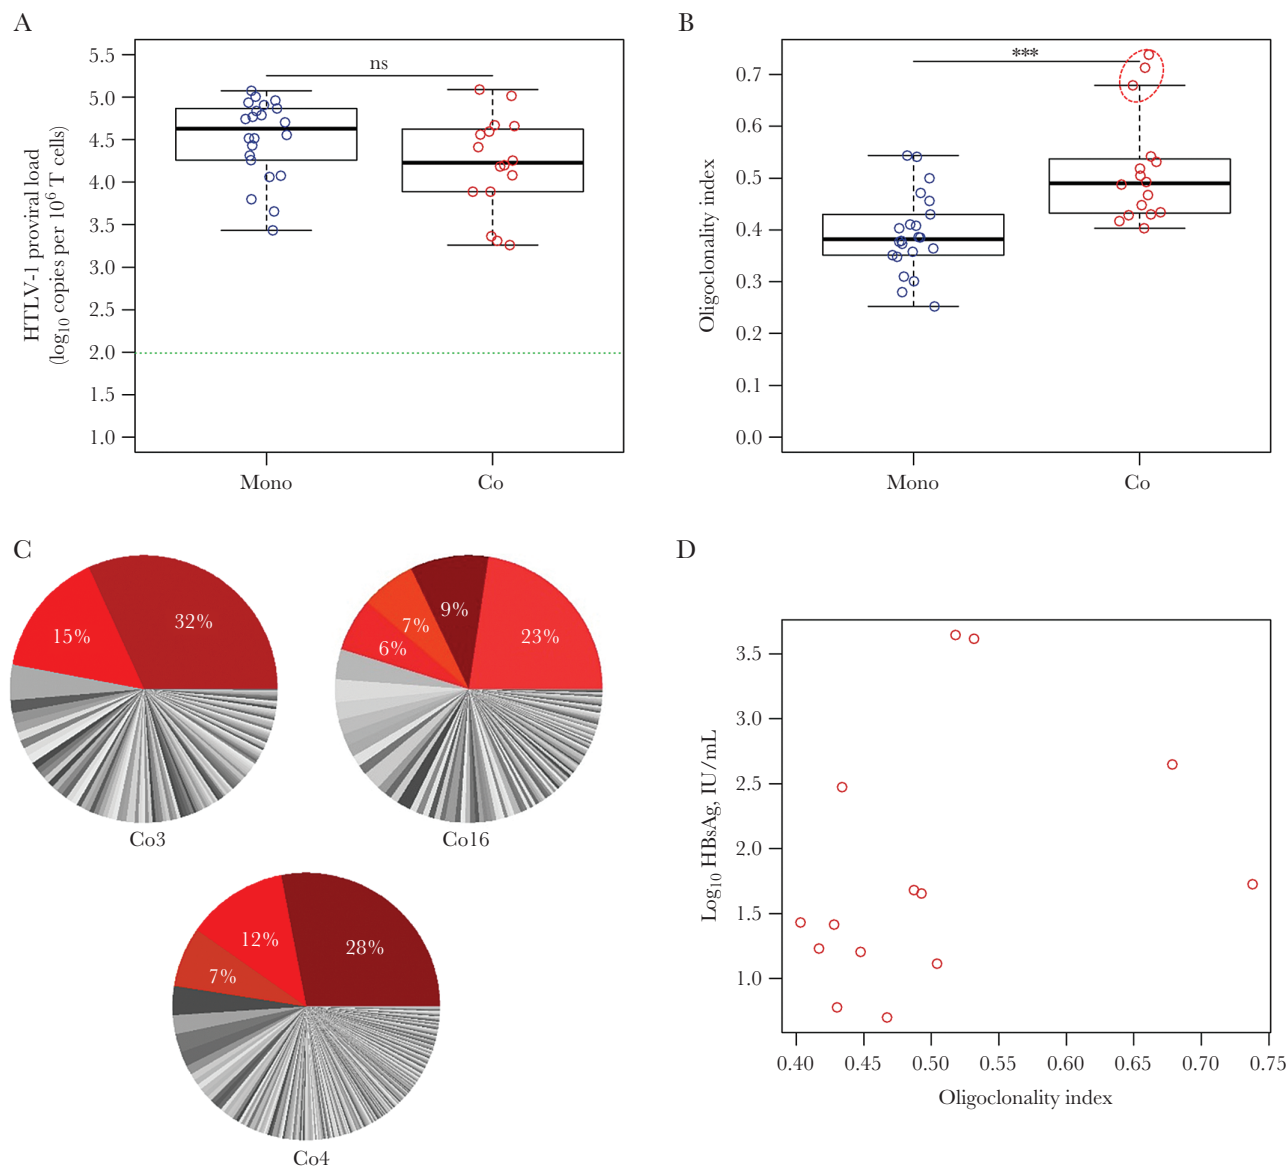 A
HTLV-1 proviral load
(log10 copies per 10^6 T cells)
5.5
5.0
4.5
4.0
3.5
3.0
2.5
2.0
1.5
1.0
ns
Mono
Co
B
Oligoclonality index
0.7
0.6
0.5
0.4
0.3
0.2
0.1
0.0
***
Mono
Co
C
32%
15%
Co3
23%
9%
7%
6%
Co16
28%
12%
7%
Co4
D
Log10 HBsAg, IU/mL
3.5
3.0
2.5
2.0
1.5
1.0
0.40
0.45
0.50
0.55
0.60
0.65
0.70
0.75
Oligoclonality index